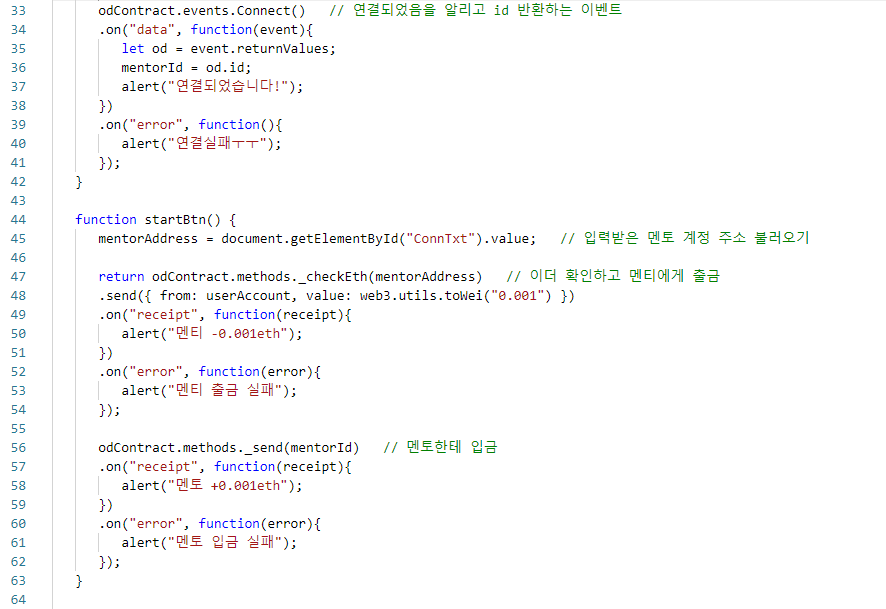 33 odContract.events.Connect() // 연결되었음을 알리고 id 반환하는 이벤트
34 .on("data", function(event){
35 let od = event.returnValues;
36 mentorId = od.id;
37 alert("연결되었습니다!");
38 })
39 .on("error", function(){
40 alert("연결실패ㅜㅜ");
41 });
42 }
43
44 function startBtn() {
45 mentorAddress = document.getElementById("ConnTxt").value; // 입력받은 멘토 계정 주소 불러오기
46
47 return odContract.methods._checkEth(mentorAddress) // 이더 확인하고 멘티에게 출금
48 .send({ from: userAccount, value: web3.utils.toWei("0.001") })
49 .on("receipt", function(receipt){
50 alert("멘티 -0.001eth");
51 })
52 .on("error", function(error){
53 alert("멘티 출금 실패");
54 });
55
56 odContract.methods._send(mentorId) // 멘토한테 입금
57 .on("receipt", function(receipt){
58 alert("멘토 +0.001eth");
59 })
60 .on("error", function(error){
61 alert("멘토 입금 실패");
62 });
63 }
64